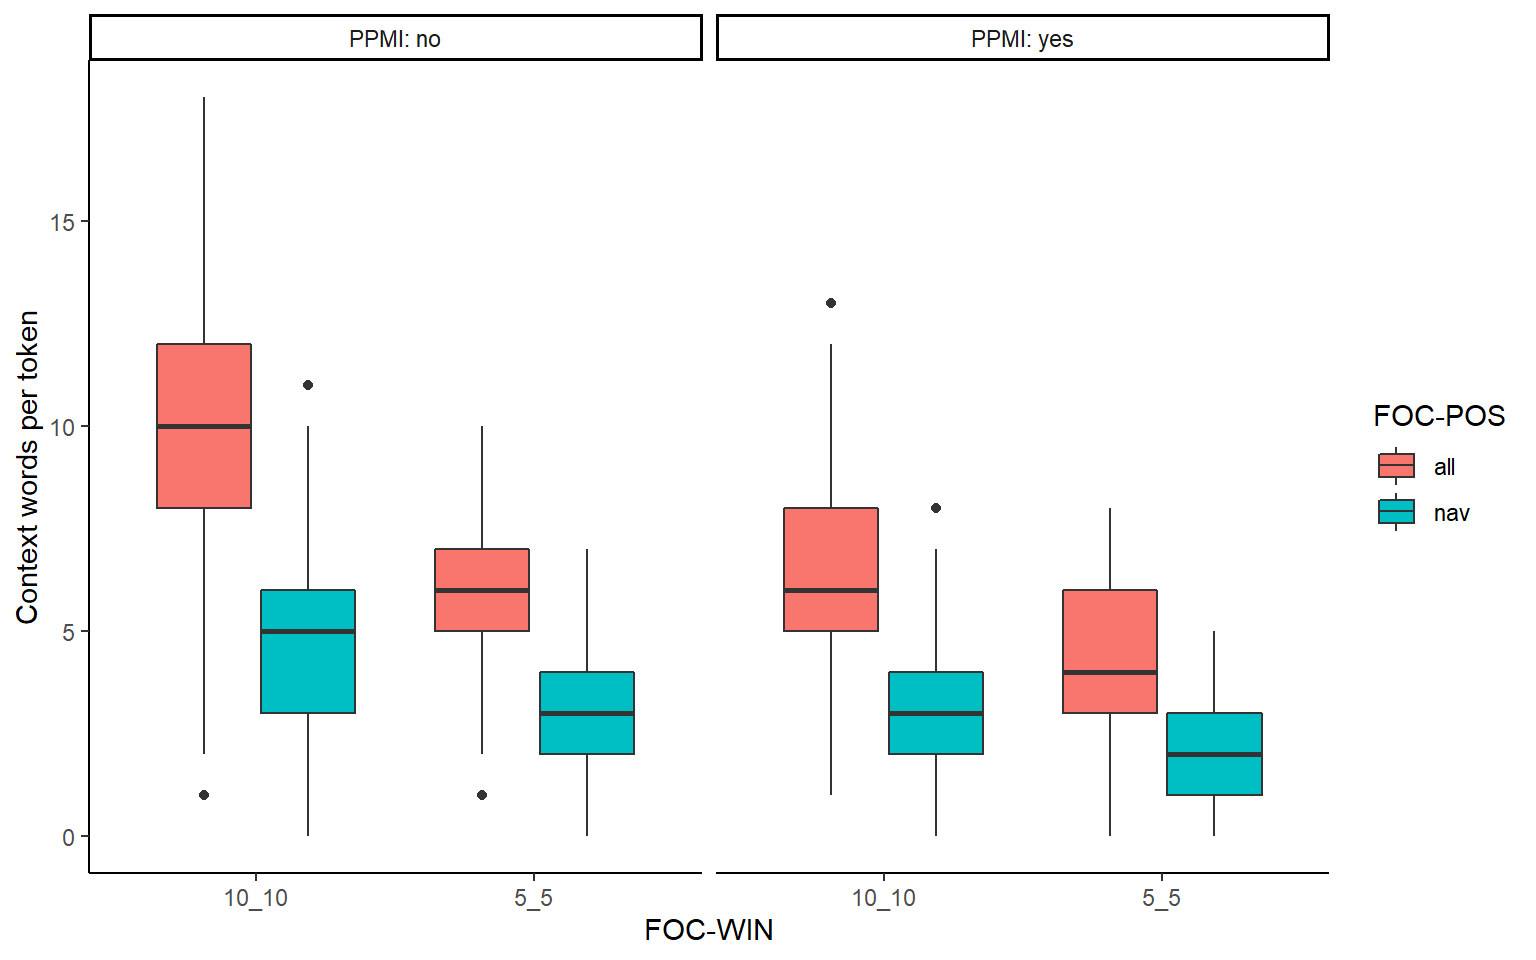 PPMI: no
PPMI: yes
Context words per token
15
10
5
0
10_10
5_5
10_10
5_5
FOC-WIN
FOC-POS
all
nav